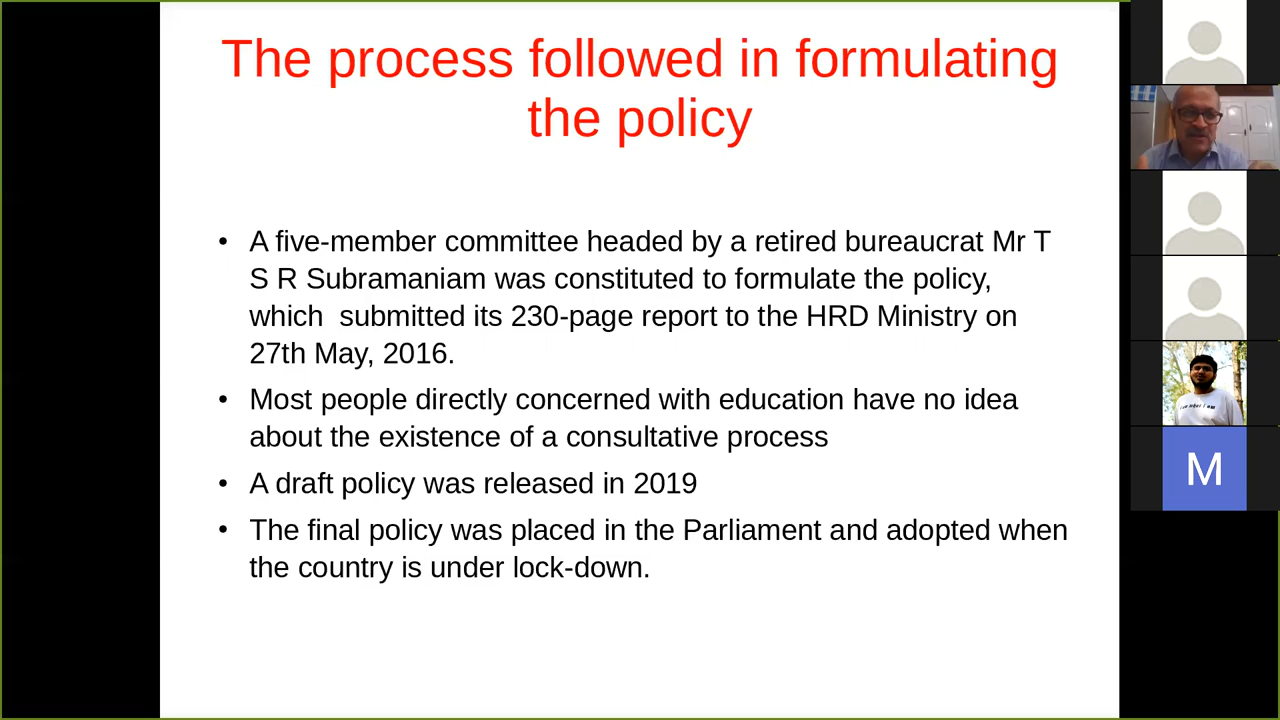 The process followed in formulating
the policy
• A five-member committee headed by a retired bureaucrat Mr T
S R Subramaniam was constituted to formulate the policy,
which  submitted its 230-page report to the HRD Ministry on
27th May, 2016.
• Most people directly concerned with education have no idea
about the existence of a consultative process
• A draft policy was released in 2019
• The final policy was placed in the Parliament and adopted when
the country is under lock-down.
M